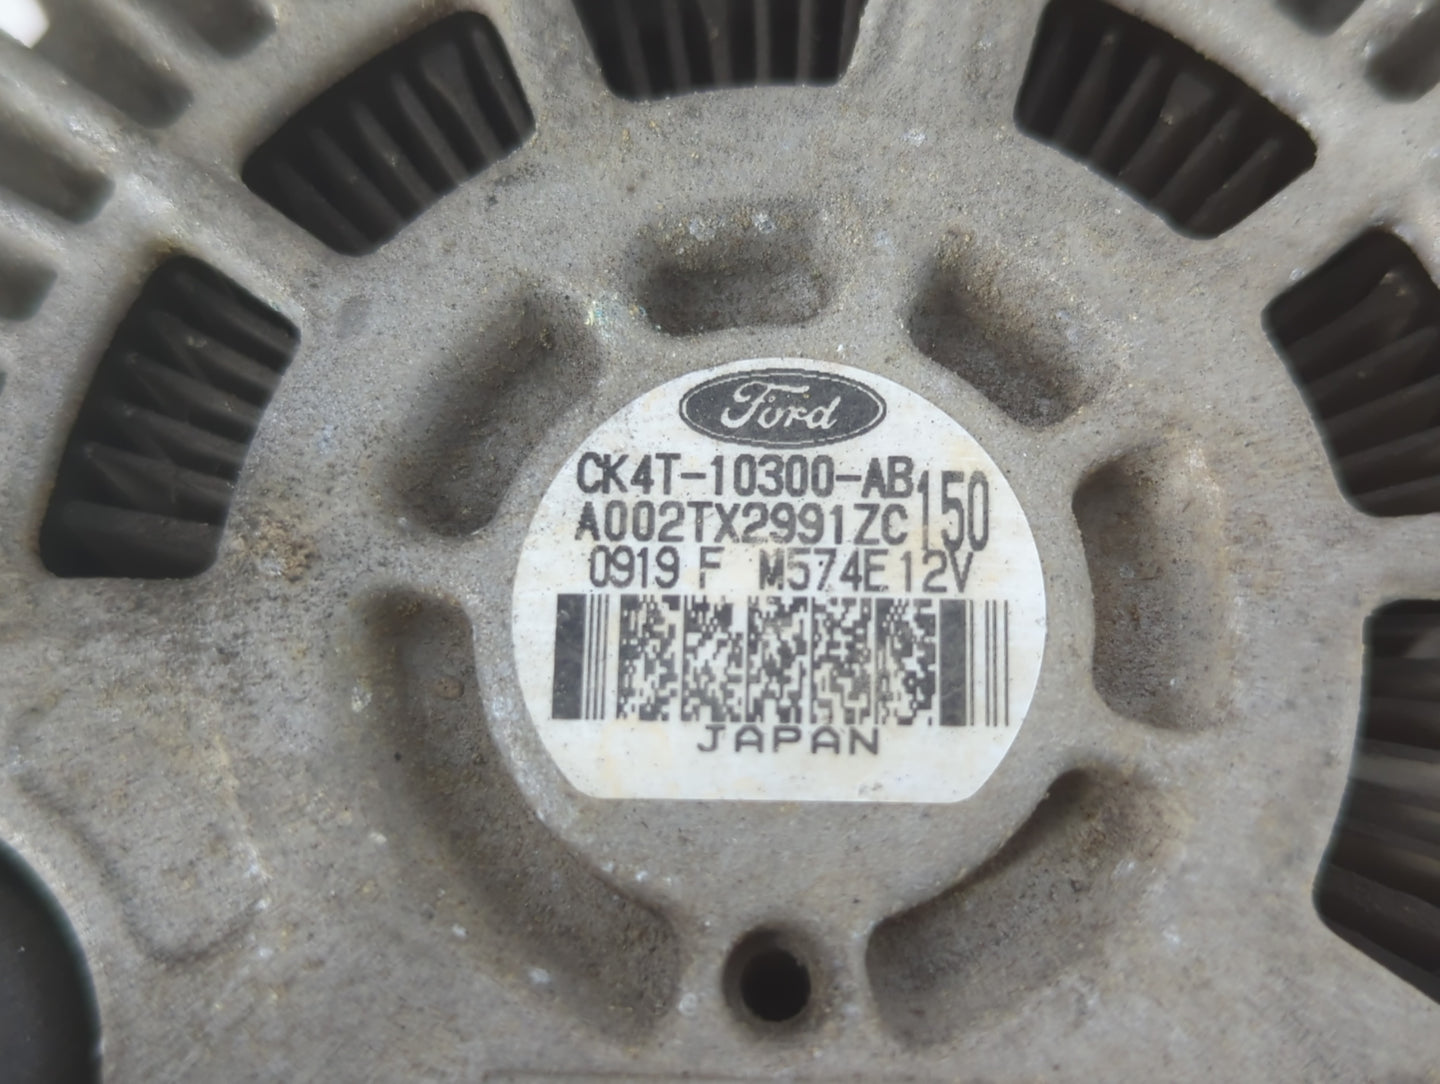 Ford
CK4T-10300-AB
A002TX2991ZC 150
0919 F M574E 12V
JAPAN